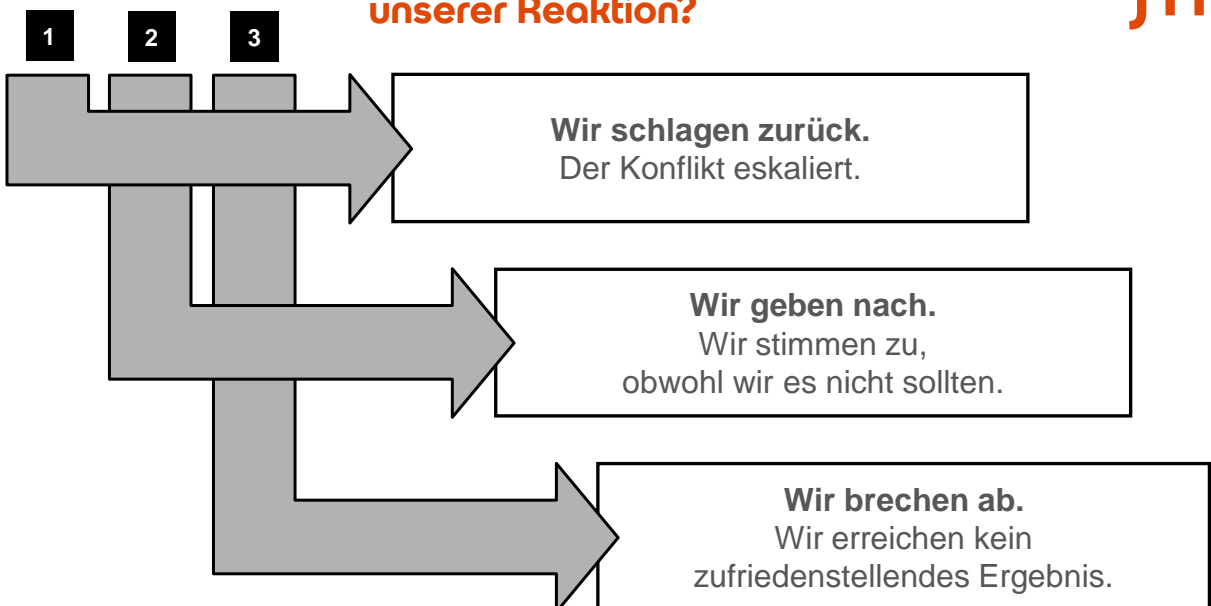 unserer Reaktion?
1 2 3
Wir schlagen zurück.
Der Konflikt eskaliert.
Wir geben nach.
Wir stimmen zu,
obwohl wir es nicht sollten.
Wir brechen ab.
Wir erreichen kein
zufriedenstellendes Ergebnis.